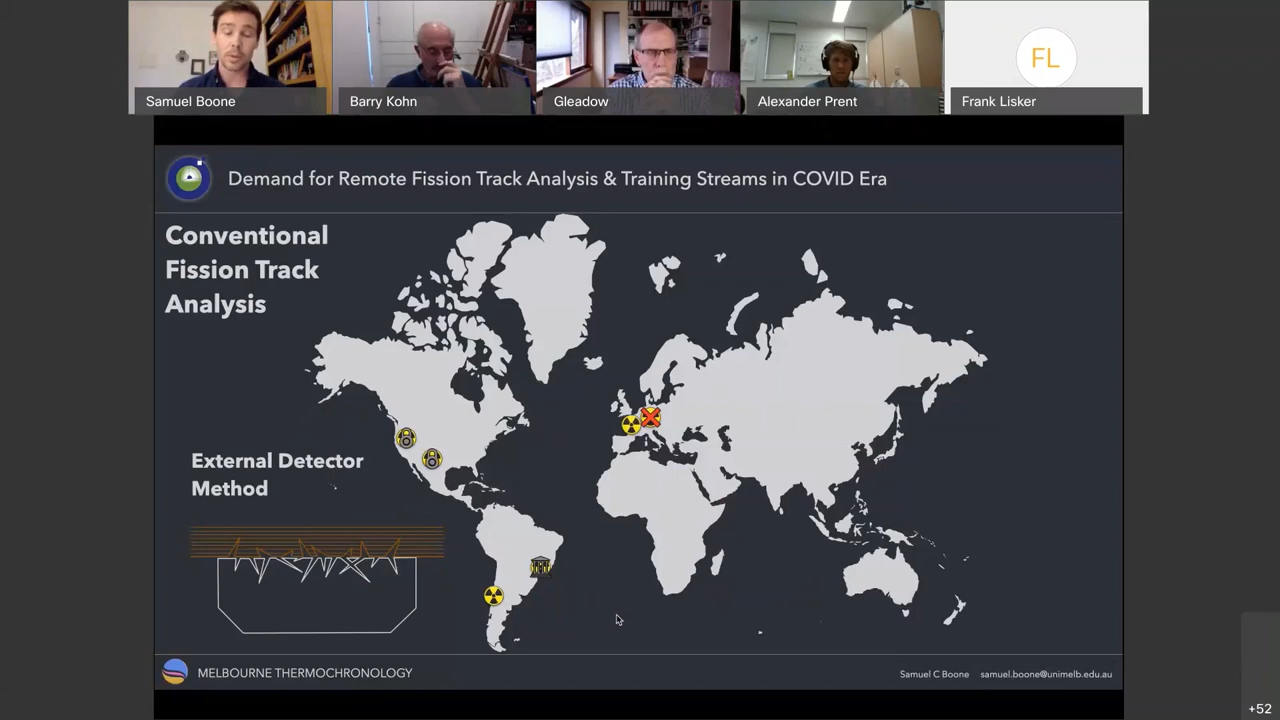 Samuel Boone
Barry Kohn
Gleadow
Alexander Prent
FL
Frank Lisker
Demand for Remote Fission Track Analysis & Training Streams in COVID Era
Conventional
Fission Track
Analysis
External Detector
Method
MELBOURNE THERMOCHRONOLOGY
Samuel C Boone samuel.boone@unimelb.edu.au
+52